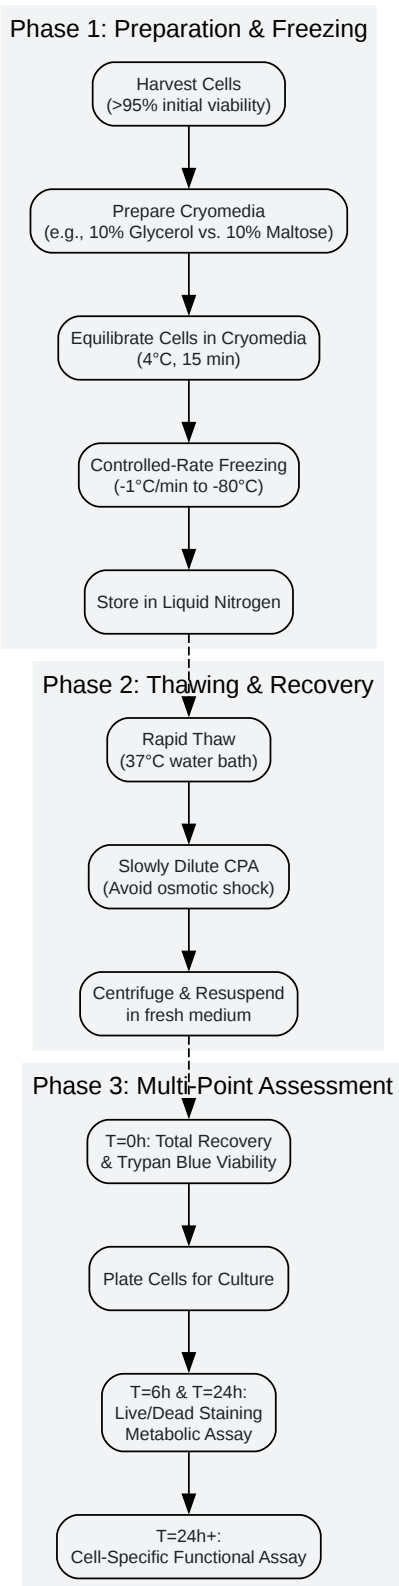 Phase 1: Preparation & Freezing
Harvest Cells
(>95% initial viability)
Prepare Cryomedia
(e.g., 10% Glycerol vs. 10% Maltose)
Equilibrate Cells in Cryomedia
(4°C, 15 min)
Controlled-Rate Freezing
(-1°C/min to -80°C)
Store in Liquid Nitrogen
Phase 2: Thawing & Recovery
Rapid Thaw
(37°C water bath)
Slowly Dilute CPA
(Avoid osmotic shock)
Centrifuge & Resuspend
in fresh medium
Phase 3: Multi-Point Assessment
T=0h: Total Recovery
& Trypan Blue Viability
Plate Cells for Culture
T=6h & T=24h:
Live/Dead Staining
Metabolic Assay
T=24h+:
Cell-Specific Functional Assay